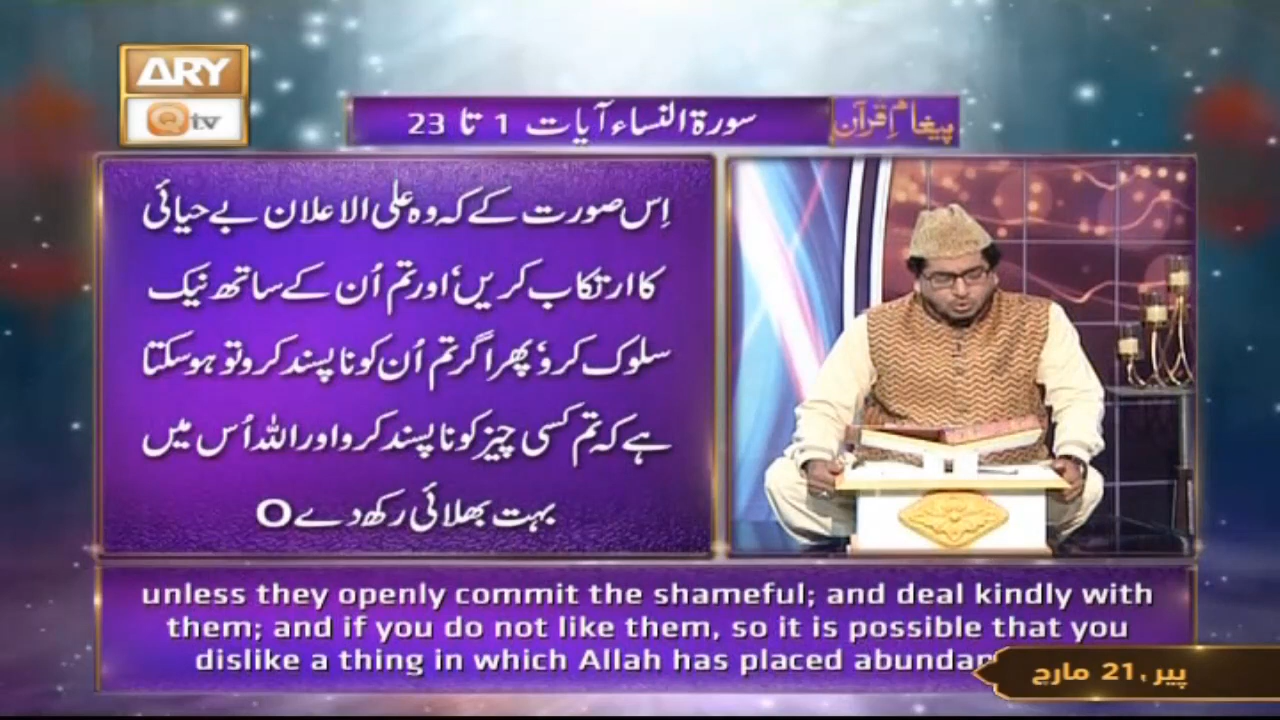 ARY
Qtv
پیغام قرآن
سورۃ النساء آیات 1 تا 23
اِس صورت کے کہ وہ علی الاعلان بے حیائی
کا ارتکاب کریں‘ اور تم اُن کے ساتھ نیک
سلوک کرو‘ پھر اگر تم اُن کو ناپسند کرو تو ہو سکتا
ہے کہ تم کسی چیز کو ناپسند کرو اور اللہ اُس میں
بہت بھلائی رکھ دے O
unless they openly commit the shameful; and deal kindly with
them; and if you do not like them, so it is possible that you
dislike a thing in which Allah has placed abundan
پیر، 21 مارچ